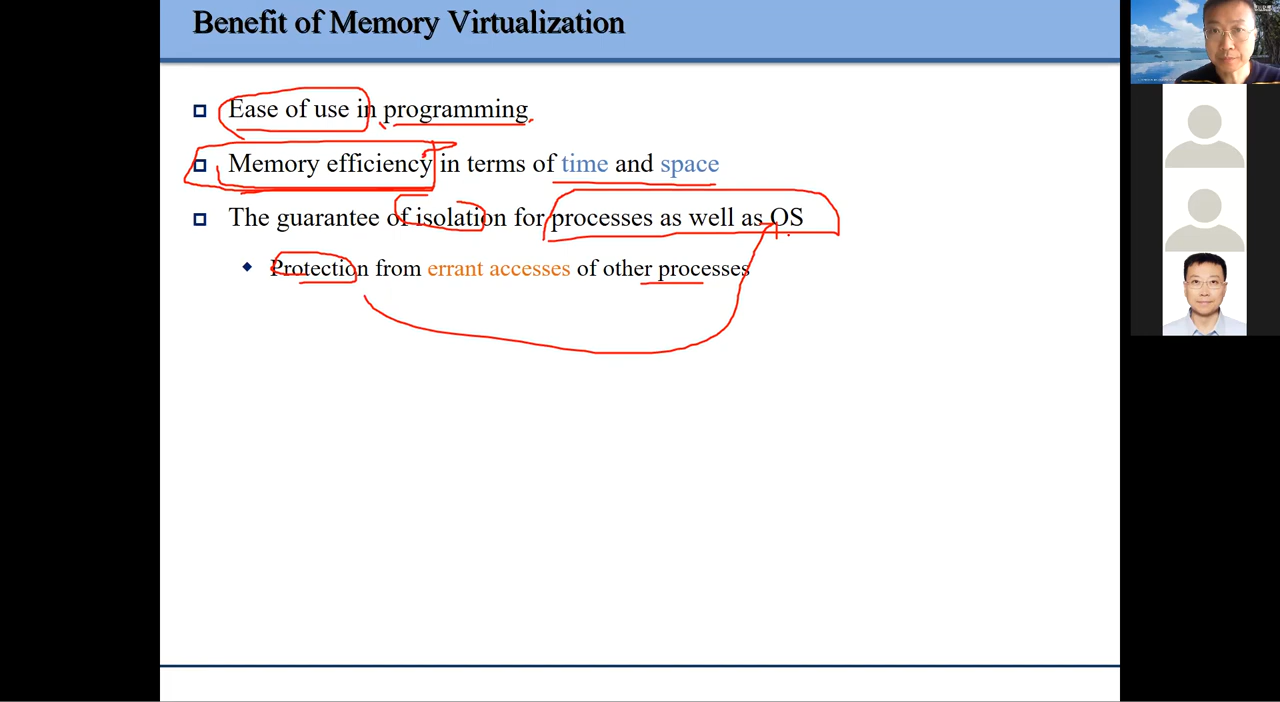 Benefit of Memory Virtualization
Ease of use in programming
Memory efficiency in terms of time and space
The guarantee of isolation for processes as well as OS
Protection from errant accesses of other processes